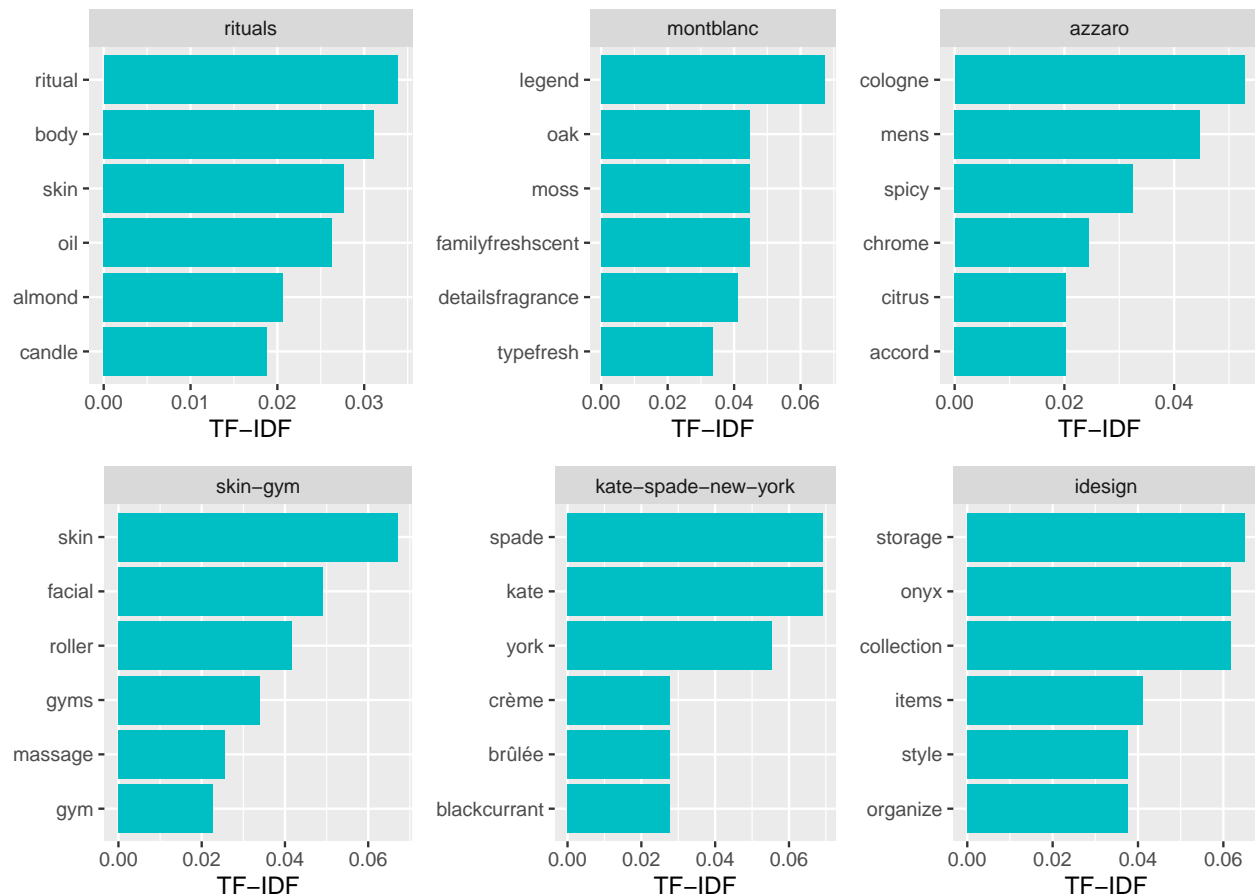 rituals
ritual
body
skin
oil
almond
candle
0.00 0.01 0.02 0.03
TF−IDF
montblanc
legend
oak
moss
familyfreshscent
detailsfragrance
typefresh
0.00 0.02 0.04 0.06
TF−IDF
azzaro
cologne
mens
spicy
chrome
citrus
accord
0.00 0.02 0.04
TF−IDF
skin−gym
skin
facial
roller
gyms
massage
gym
0.00 0.02 0.04 0.06
TF−IDF
kate−spade−new−york
spade
kate
york
crème
brûlée
blackcurrant
0.00 0.02 0.04 0.06
TF−IDF
idesign
storage
onyx
collection
items
style
organize
0.00 0.02 0.04 0.06
TF−IDF